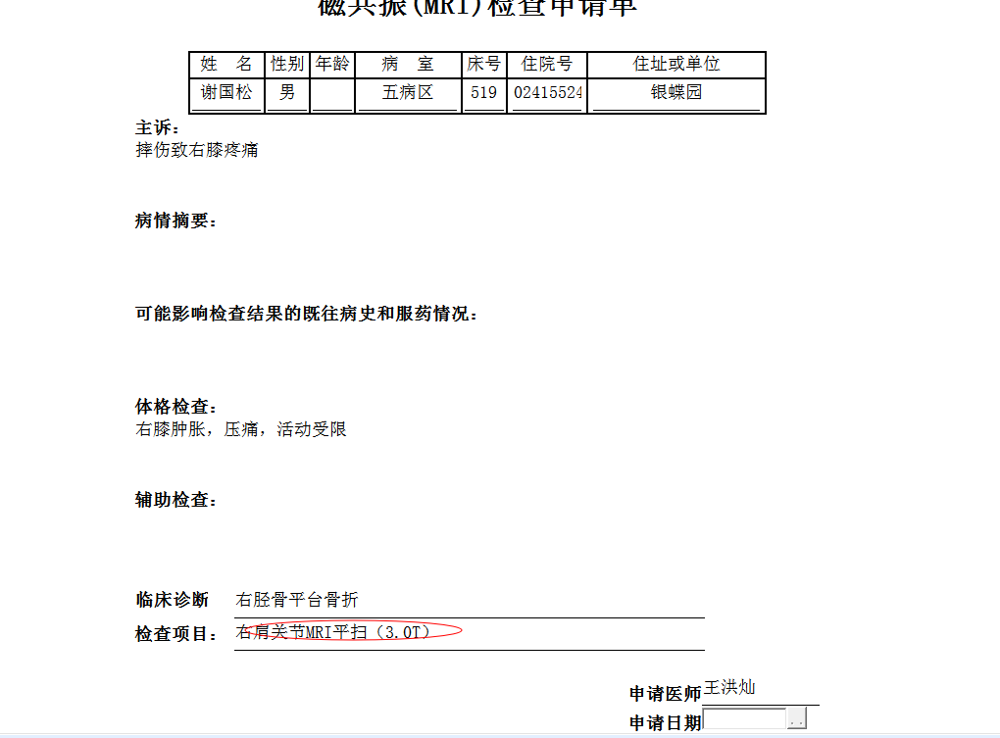 磁共振(MRI)检查申请单
姓 名 性别 年龄 病 室 床号 住院号 住址或单位
谢国松 男 五病区 519 02415524 银蝶园
主诉：
摔伤致右膝疼痛
病情摘要：
可能影响检查结果的既往病史和服药情况：
体格检查：
右膝肿胀，压痛，活动受限
辅助检查：
临床诊断 右胫骨平台骨折
检查项目： 右肩关节MRI平扫（3.0T）
申请医师 王洪灿
申请日期 ..